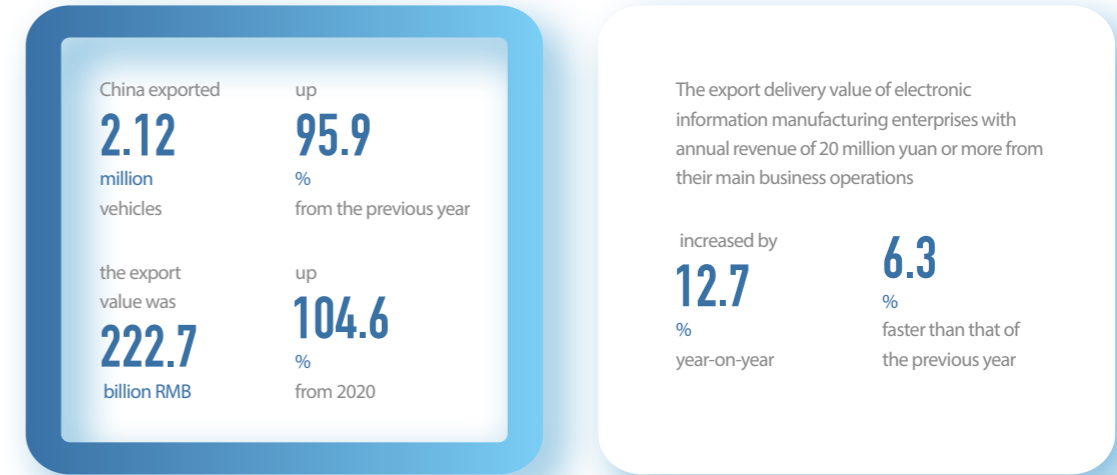 China exported
2.12
million
vehicles
up
95.9
%
from the previous year
the export
value was
222.7
billion RMB
up
104.6
%
from 2020
The export delivery value of electronic
information manufacturing enterprises with
annual revenue of 20 million yuan or more from
their main business operations
increased by
12.7
%
year-on-year
6.3
%
faster than that of
the previous year